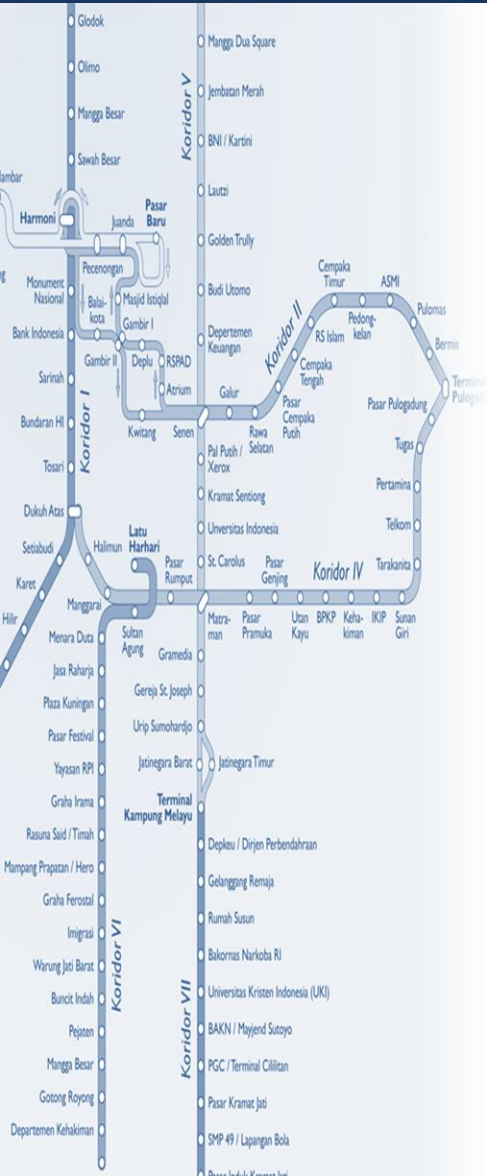 Glodok
Olimo
Mangga Besar
Sawah Besar
Harmoni
Juanda
Pasar
Baru
Pecenongan
Monument
Nasional
Balai-
kota
Masjid Istiqlal
Gambir I
Bank Indonesia
Gambir II
Deplu
RSPAD
Atrium
Sarinah
Bundaran HI
Koridor I
Tosari
Kwitang
Senen
Dukuh Atas
Setiabudi
Halimun
Latu
Harhari
Karet
Manggarai
Hilir
Sultan
Agung
Pasar
Rumput
Koridor V
Mangga Dua Square
Jembatan Merah
BNI / Kartini
Lautzi
Golden Trully
Budi Utomo
Departemen
Keuangan
Koridor II
Galur
Rawa
Selatan
Pasar
Cempaka
Putih
Cempaka
Tengah
RS Islam
Cempaka
Timur
Pedong-
kelan
ASMI
Pulomas
Bermis
Terminal
Pulogad
Pasar Pulogadung
Tugas
Pertamina
Telkom
Tarakanita
Pal Putih /
Xerox
Kramat Sentiong
Unversitas Indonesia
St. Carolus
Pasar
Genjing
Koridor IV
Matra-
man
Pasar
Pramuka
Utan
Kayu
BPKP
Keha-
kiman
IKIP
Sunan
Giri
Menara Duta
Jasa Raharja
Plaza Kuningan
Pasar Festival
Yayasan RPI
Graha Irama
Rasuna Said / Timah
Mampang Prapatan / Hero
Graha Ferostal
Imigrasi
Warung Jati Barat
Koridor VI
Buncit Indah
Pejaten
Mangga Besar
Gotong Royong
Departemen Kehakiman
Gramedia
Gereja St. Joseph
Urip Sumohardjo
Jatinegara Barat
Jatinegara Timur
Terminal
Kampung Melayu
Depkeu / Dirjen Perbendahraan
Gelanggang Remaja
Rumah Susun
Bakornas Narkoba RI
Universitas Kristen Indonesia (UKI)
Koridor VII
BAKN / Mayjend Sutoyo
PGC / Terminal Cililitan
Pasar Kramat Jati
SMP 49 / Lapangan Bola
Pasar Induk Kramat Jati